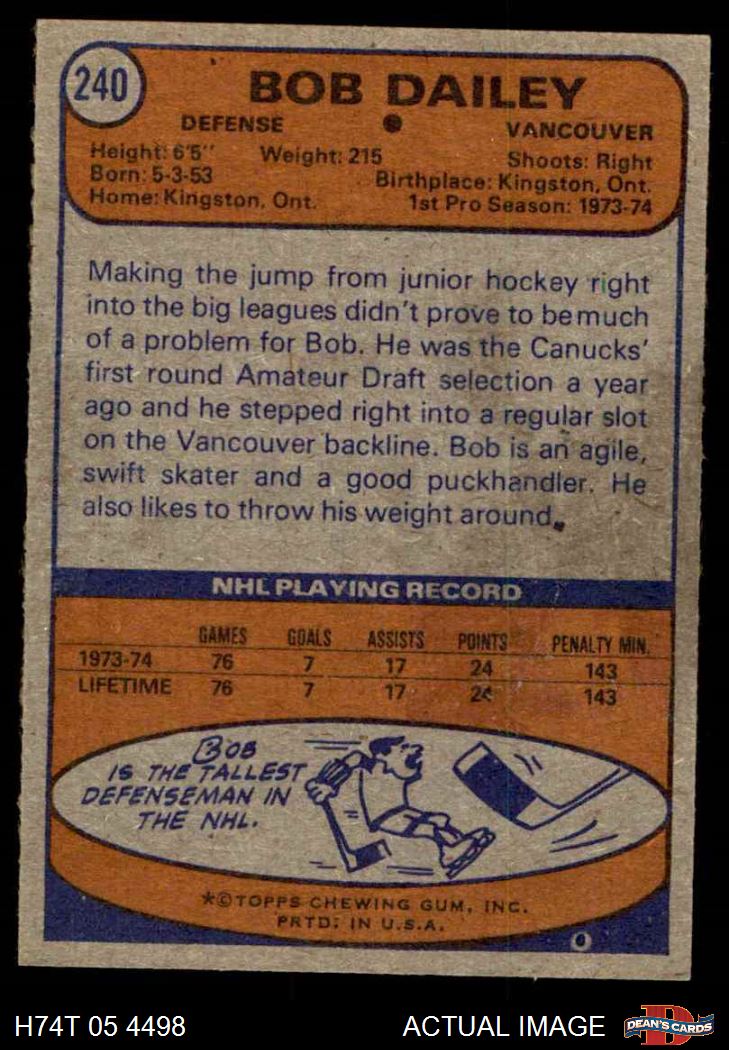 240
BOB DAILEY
DEFENSE ● VANCOUVER
Height: 6'5" Weight: 215 Shoots: Right
Born: 5-3-53 Birthplace: Kingston, Ont.
Home: Kingston, Ont. 1st Pro Season: 1973-74
Making the jump from junior hockey right
into the big leagues didn't prove to be much
of a problem for Bob. He was the Canucks'
first round Amateur Draft selection a year
ago and he stepped right into a regular slot
on the Vancouver backline. Bob is an agile,
swift skater and a good puckhandler. He
also likes to throw his weight around.
NHL PLAYING RECORD
GAMES GOALS ASSISTS POINTS PENALTY MIN.
1973-74 76 7 17 24 143
LIFETIME 76 7 17 24 143
BOB
IS THE TALLEST
DEFENSEMAN IN
THE NHL.
*©TOPPS CHEWING GUM, INC.
PRTD. IN U.S.A.
H74T 05 4498 ACTUAL IMAGE
D
DEAN'S CARDS